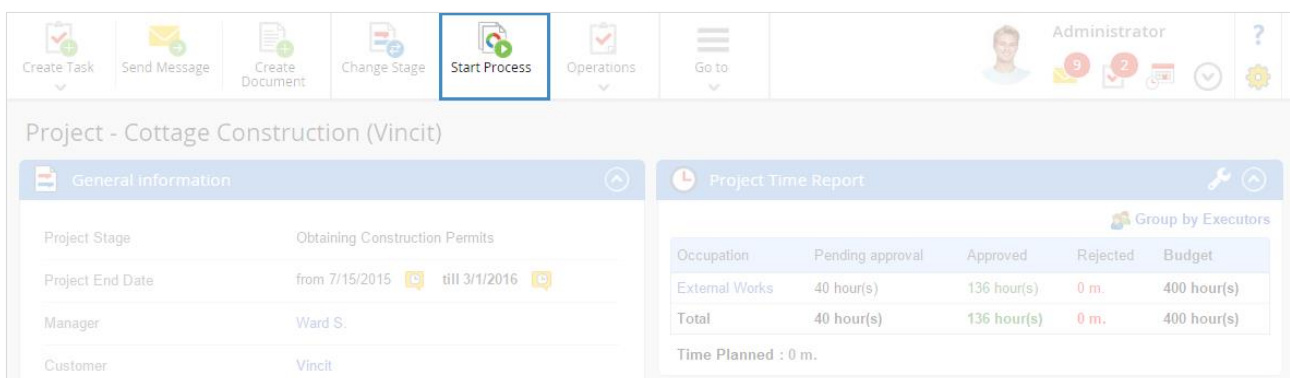 Create Task
Send Message
Create
Document
Change Stage
Start Process
Operations
Go to
Administrator
9
2
?
Project - Cottage Construction (Vincit)
General information
Project Stage Obtaining Construction Permits
Project End Date from 7/15/2015 till 3/1/2016
Manager Ward S.
Customer Vincit
Project Time Report
Group by Executors
Occupation Pending approval Approved Rejected Budget
External Works 40 hour(s) 136 hour(s) 0 m. 400 hour(s)
Total 40 hour(s) 136 hour(s) 0 m. 400 hour(s)
Time Planned : 0 m.